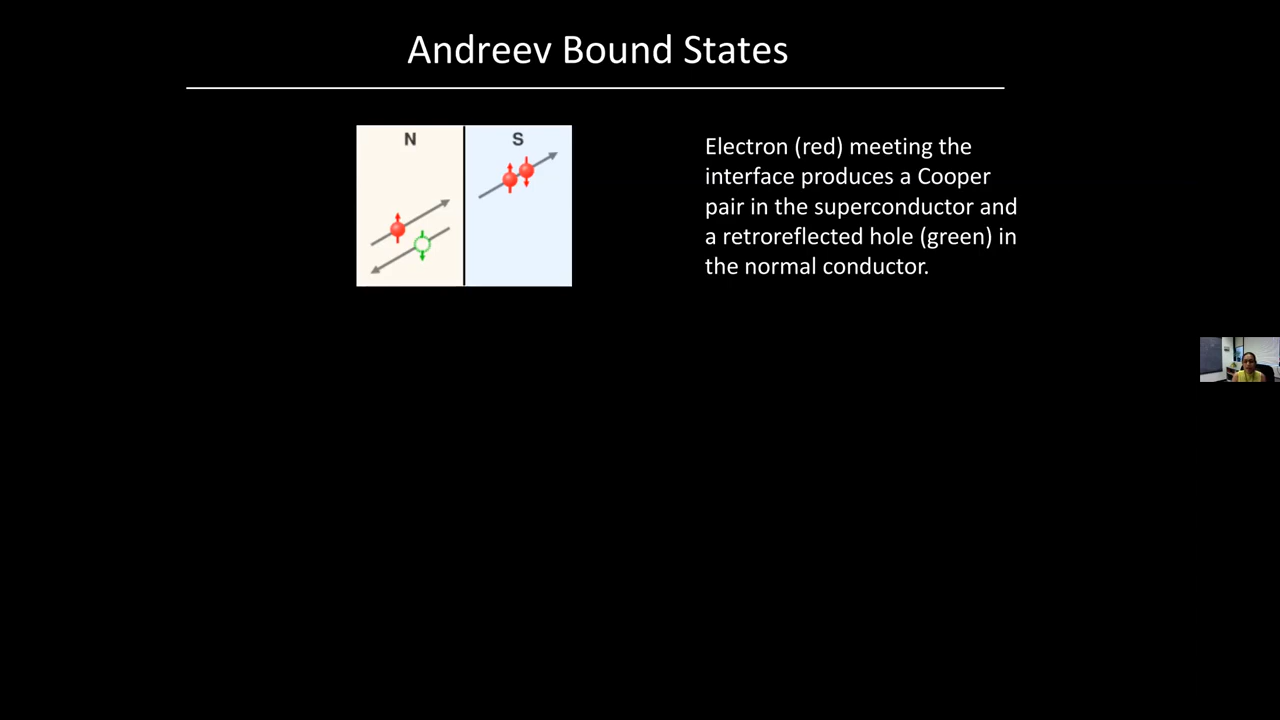 Andreev Bound States
N
S
Electron (red) meeting the
interface produces a Cooper
pair in the superconductor and
a retroreflected hole (green) in
the normal conductor.